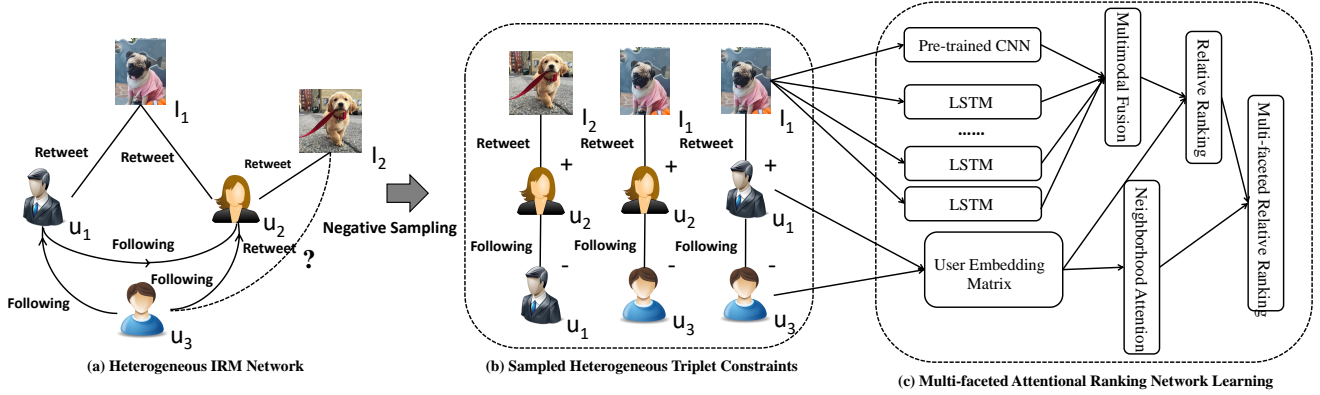 I1
Retweet
Retweet
Retweet
I2
u1
u2
Following
Retweet
?
Following
Following
u3
(a) Heterogeneous IRM Network
Negative Sampling
I2
I1
I1
Retweet
Retweet
Retweet
+
+
+
u2
u2
u1
Following
Following
Following
-
-
-
u1
u3
u3
(b) Sampled Heterogeneous Triplet Constraints
Pre-trained CNN
LSTM
......
LSTM
LSTM
User Embedding
Matrix
Multimodal Fusion
Neighborhood Attention
Relative Ranking
Multi-faceted Relative Ranking
(c) Multi-faceted Attentional Ranking Network Learning